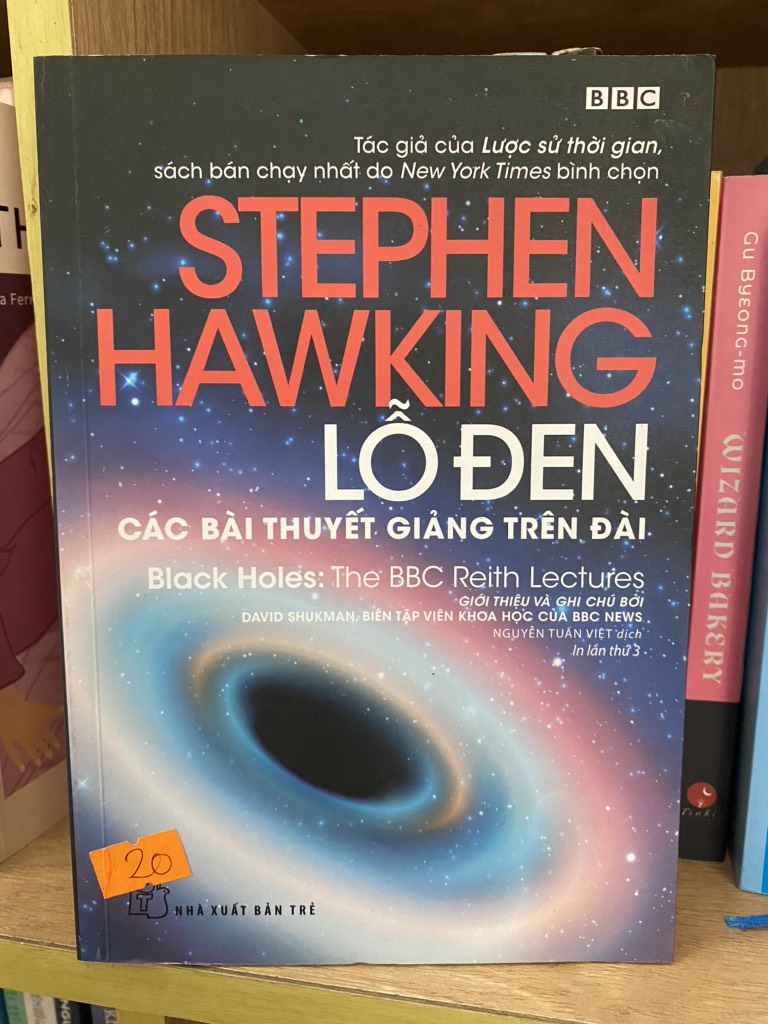 BBC
Tác giả của Lược sử thời gian,
sách bán chạy nhất do New York Times bình chọn
STEPHEN
HAWKING
LỖ ĐEN
CÁC BÀI THUYẾT GIẢNG TRÊN ĐÀI
Black Holes: The BBC Reith Lectures
GIỚI THIỆU VÀ GHI CHÚ BỞI
DAVID SHUKMAN, BIÊN TẬP VIÊN KHOA HỌC CỦA BBC NEWS
NGUYỄN TUẤN VIỆT dịch
In lần thứ 3
20
NHÀ XUẤT BẢN TRẺ
Gu Byeong-mo
WIZARD BAKERY